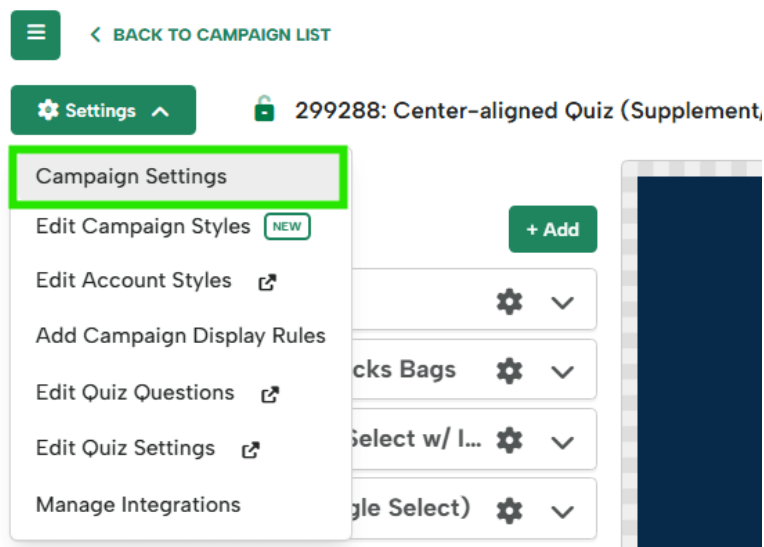 BACK TO CAMPAIGN LIST
Settings
299288: Center-aligned Quiz (Supplement/
Campaign Settings
Edit Campaign Styles NEW
+ Add
Edit Account Styles
Add Campaign Display Rules
cks Bags
Edit Quiz Questions
Select w/ I...
Edit Quiz Settings
gle Select)
Manage Integrations